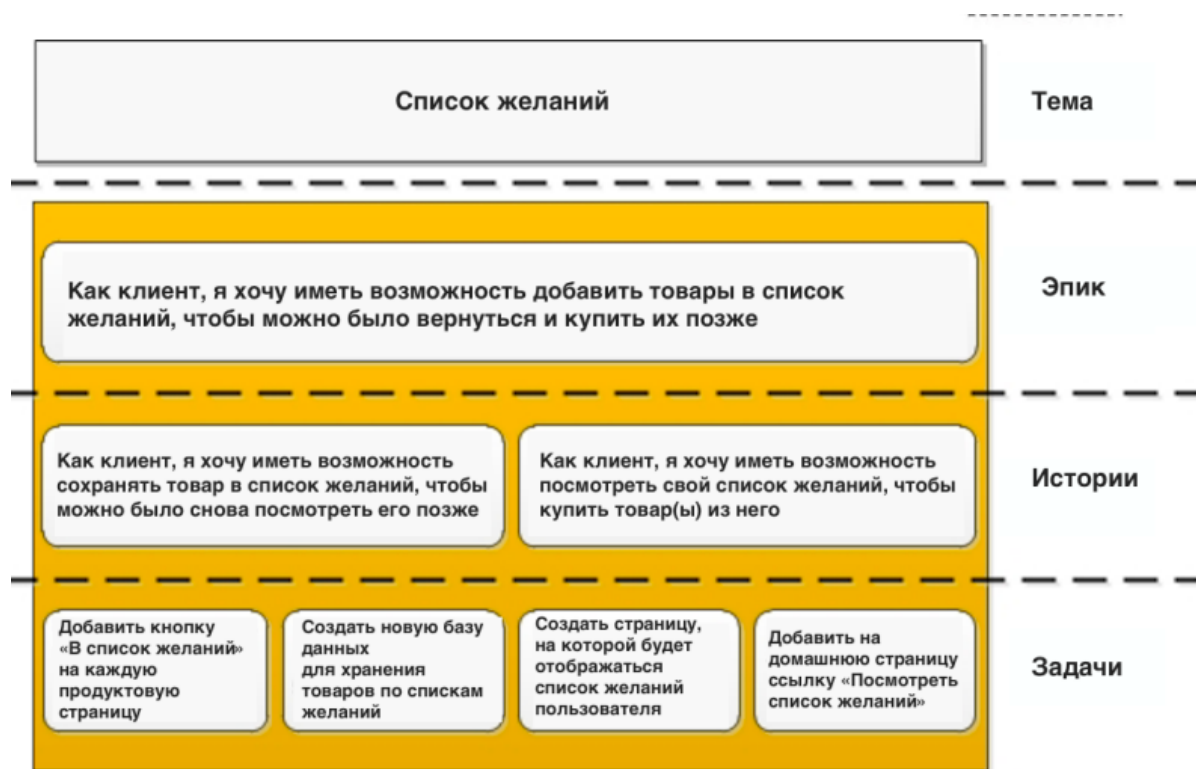 Список желаний
Тема
Как клиент, я хочу иметь возможность добавить товары в список
желаний, чтобы можно было вернуться и купить их позже
Эпик
Как клиент, я хочу иметь возможность
сохранять товар в список желаний, чтобы
можно было снова посмотреть его позже
Как клиент, я хочу иметь возможность
посмотреть свой список желаний, чтобы
купить товар(ы) из него
Истории
Добавить кнопку
«В список желаний»
на каждую
продуктовую
страницу
Создать новую базу
данных
для хранения
товаров по спискам
желаний
Создать страницу,
на которой будет
отображаться
список желаний
пользователя
Добавить на
домашнюю страницу
ссылку «Посмотреть
список желаний»
Задачи